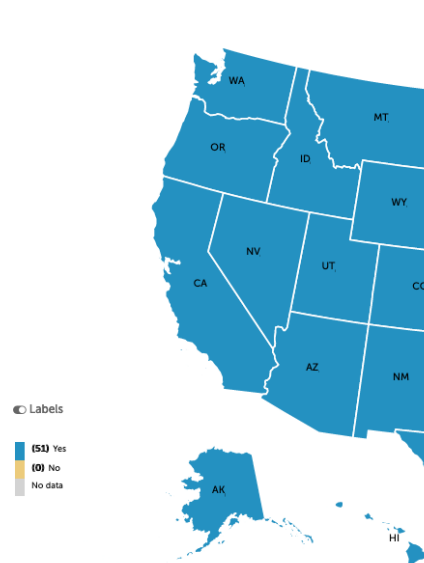 WA
MT
OR
ID
WY
NV
UT
CO
CA
AZ
NM
Labels
(51) Yes
(0) No
No data
AK
HI